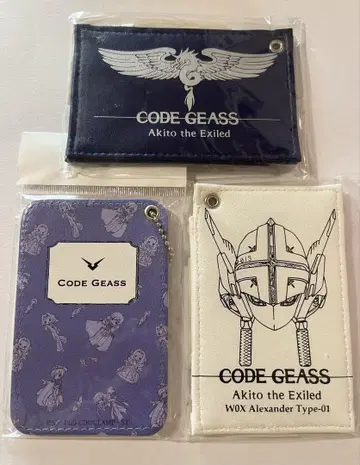 CODE GEASS
Akito the Exiled
CODE GEASS
CODE GEASS
Akito the Exiled
W0X Alexander Type-01